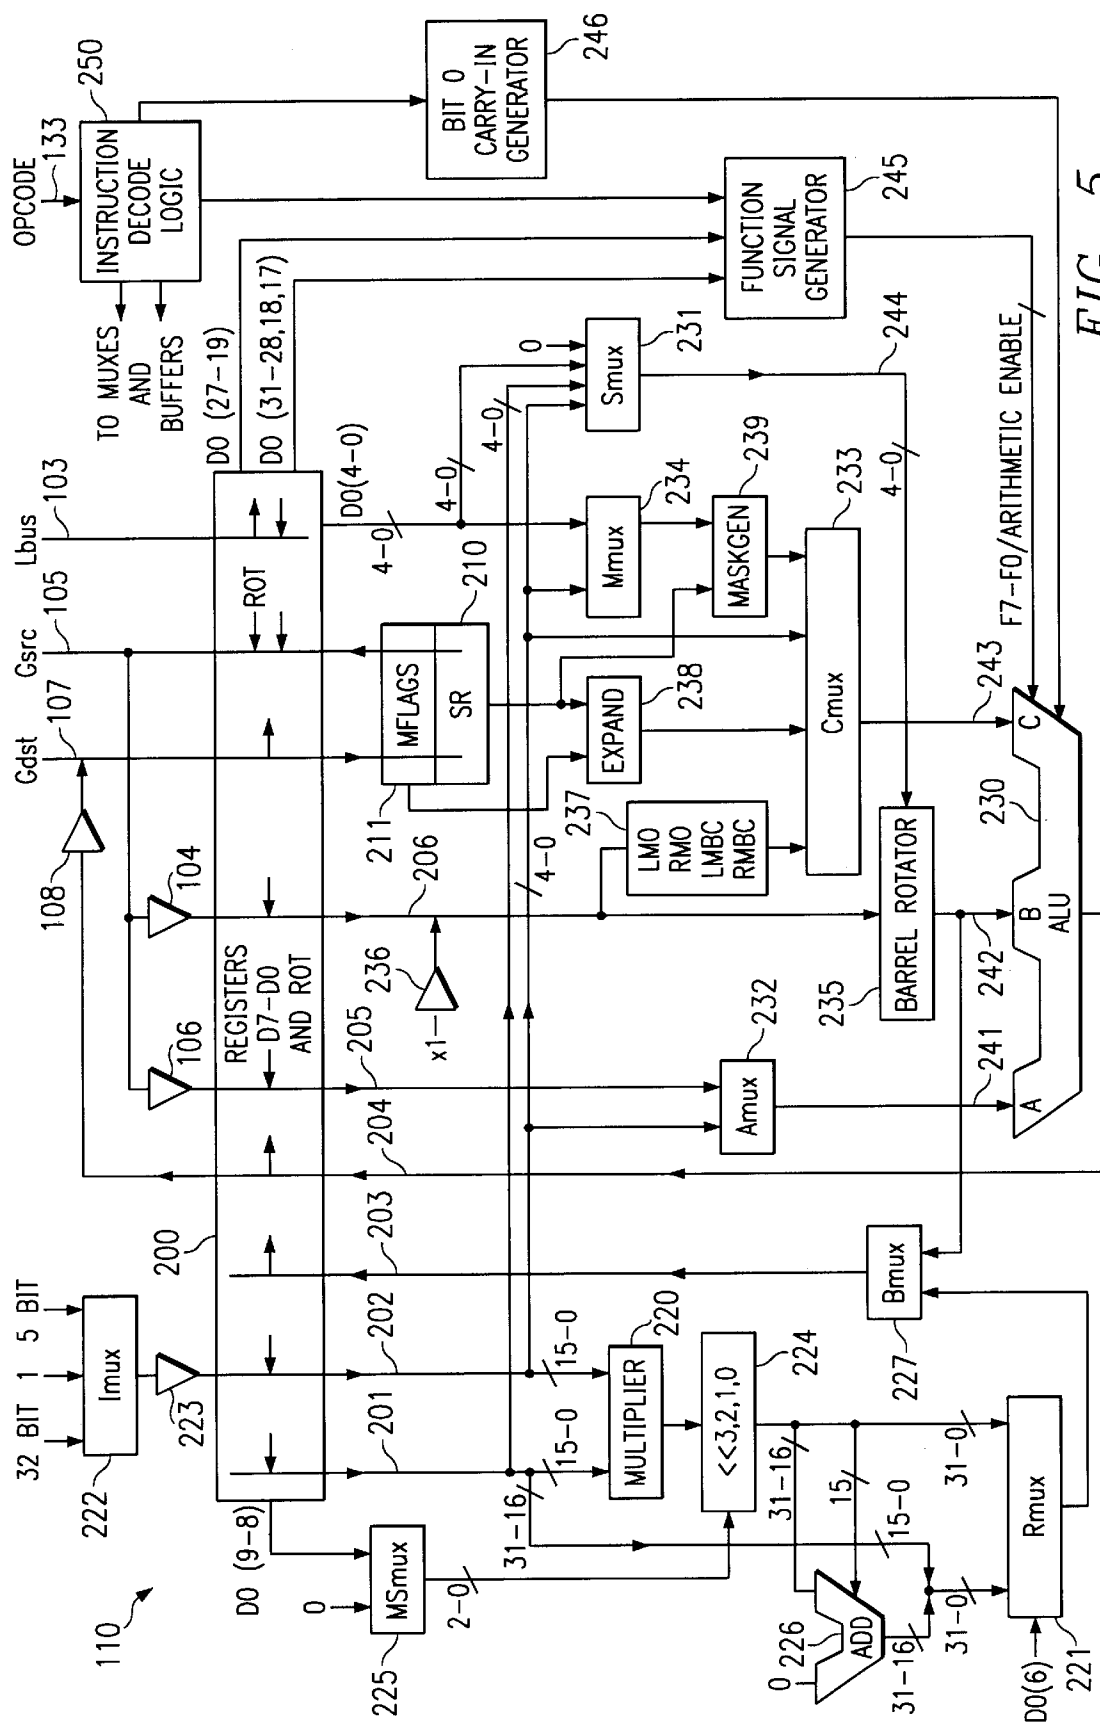 110
32 BIT
1
5 BIT
Imux
222
223
200
Gdst
107
Gsrc
105
Lbus
103
108
106
104
TO MUXES
AND
BUFFERS
OPCODE
133
INSTRUCTION
DECODE
LOGIC
250
BIT 0
CARRY-IN
GENERATOR
246
REGISTERS
D7-D0
AND ROT
ROT
D0 (27-19)
D0 (31-28,18,17)
D0 (9-8)
0
MSmux
225
2-0
201
202
203
204
205
206
x1
236
211
MFLAGS
SR
210
4-0
D0(4-0)
4-0
4-0
4-0
0
Smux
231
FUNCTION
SIGNAL
GENERATOR
245
31-16
15-0
15-0
MULTIPLIER
220
<<3,2,1,0
224
Bmux
227
Amux
232
237
LMO
RMO
LMBC
RMBC
EXPAND
238
Mmux
234
MASKGEN
239
244
4-0
Cmux
233
235
BARREL ROTATOR
0
226
ADD
31-16
15
15-0
31-16
31-0
31-0
D0(6)
Rmux
221
241
242
243
A
B
C
ALU
230
F7-F0/ARITHMETIC ENABLE